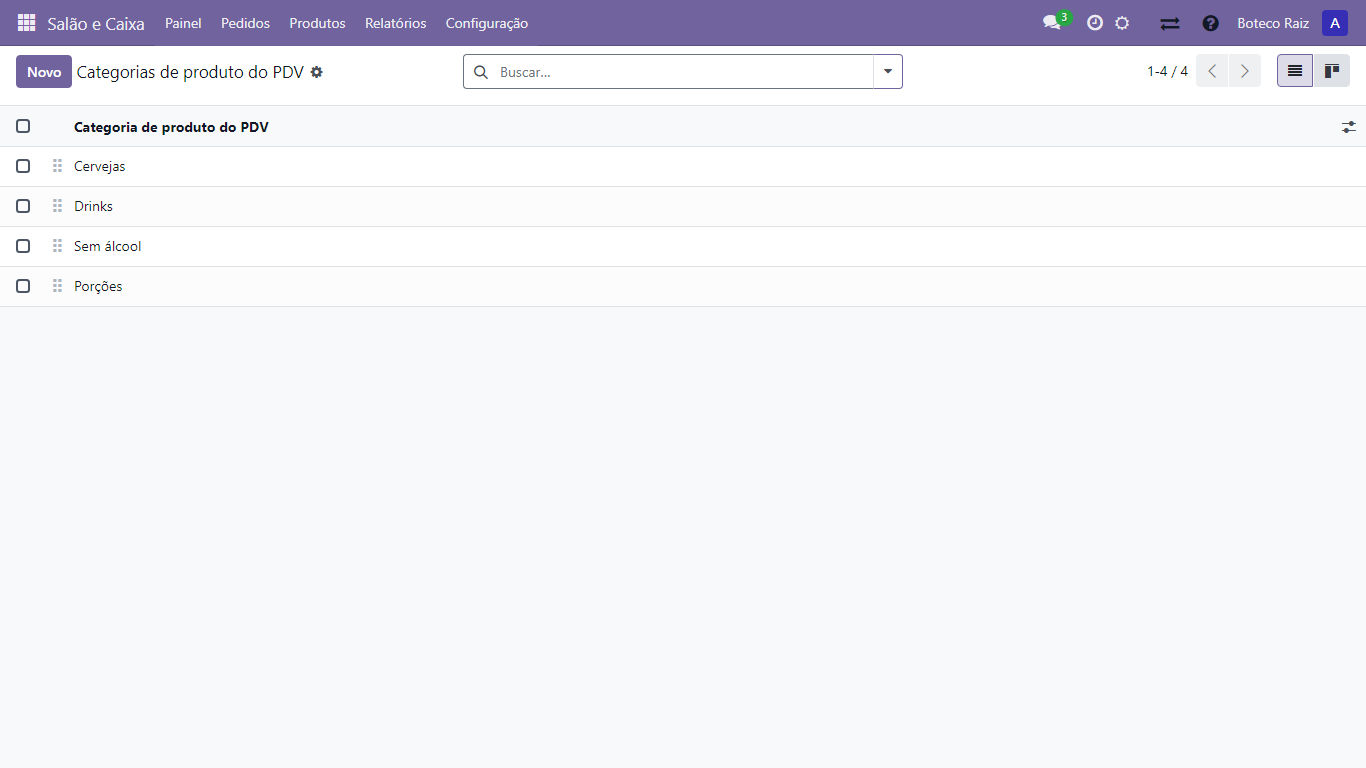 Salão e Caixa Painel Pedidos Produtos Relatórios Configuração 3 Boteco Raiz A
Novo Categorias de produto do PDV Buscar... 1-4 / 4
Categoria de produto do PDV
Cervejas
Drinks
Sem álcool
Porções